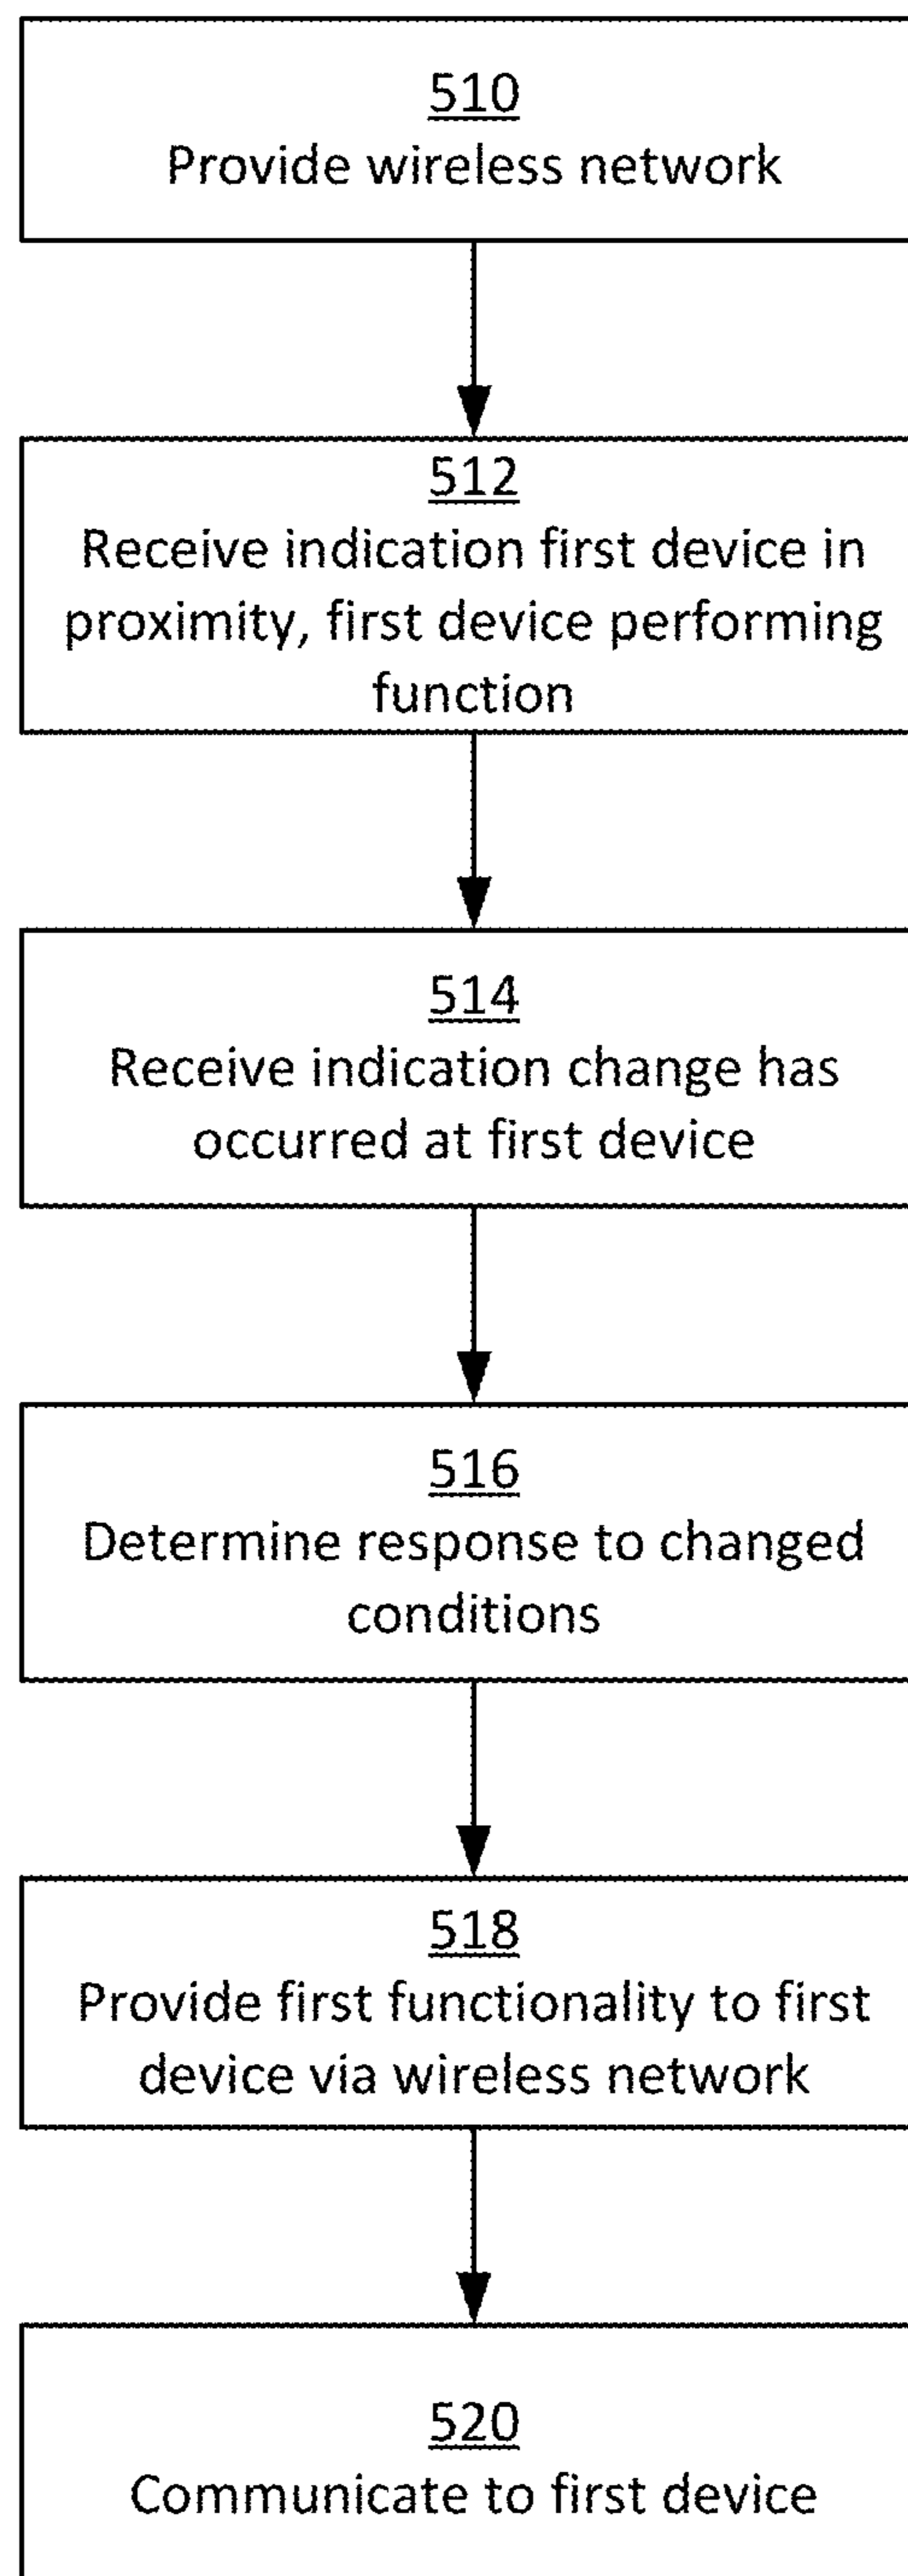 510
Provide wireless network
512
Receive indication first device in
proximity, first device performing
function
514
Receive indication change has
occurred at first device
516
Determine response to changed
conditions
518
Provide first functionality to first
device via wireless network
520
Communicate to first device